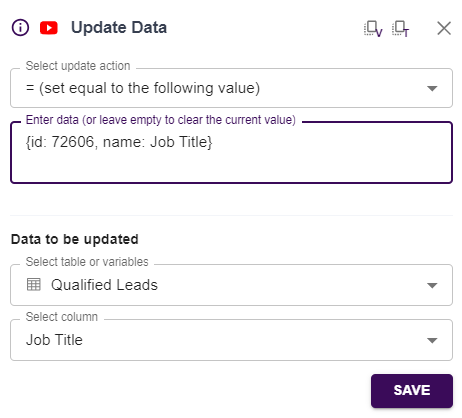 Update Data
V
T
Select update action
= (set equal to the following value)
Enter data (or leave empty to clear the current value)
{id: 72606, name: Job Title}
Data to be updated
Select table or variables
Qualified Leads
Select column
Job Title
SAVE